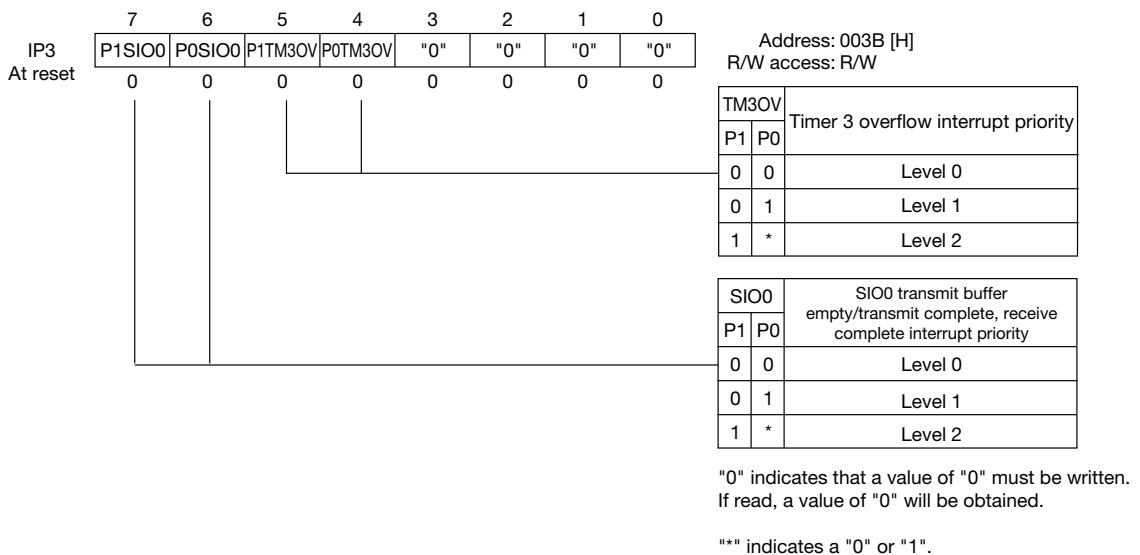 7 6 5 4 3 2 1 0
IP3 P1SIO0 P0SIO0 P1TM3OV P0TM3OV "0" "0" "0" "0"
At reset 0 0 0 0 0 0 0 0
Address: 003B [H]
R/W access: R/W
TM3OV Timer 3 overflow interrupt priority
P1 P0
0 0 Level 0
0 1 Level 1
1 * Level 2
SIO0 SIO0 transmit buffer
empty/transmit complete, receive
P1 P0 complete interrupt priority
0 0 Level 0
0 1 Level 1
1 * Level 2
"0" indicates that a value of "0" must be written.
If read, a value of "0" will be obtained.
"*" indicates a "0" or "1".